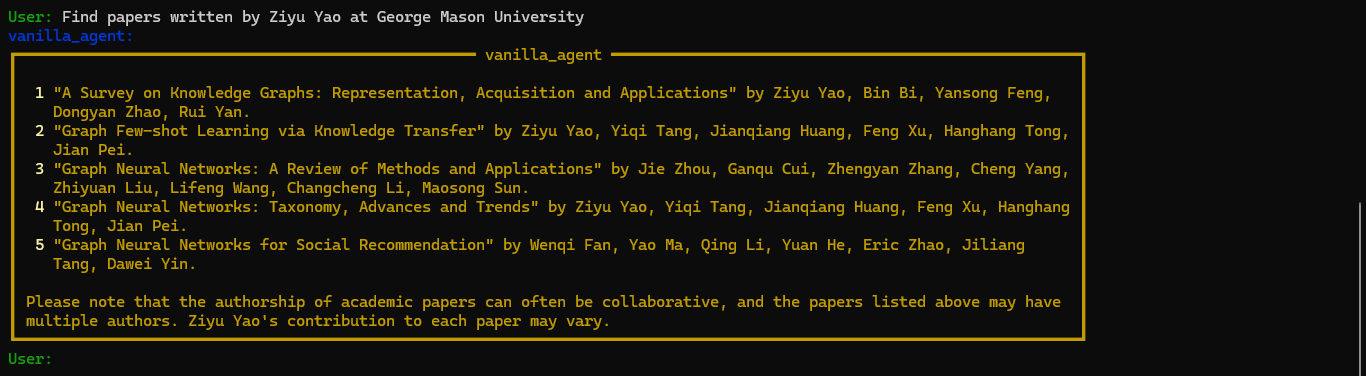 User: Find papers written by Ziyu Yao at George Mason University
vanilla_agent:
vanilla_agent
1 "A Survey on Knowledge Graphs: Representation, Acquisition and Applications" by Ziyu Yao, Bin Bi, Yansong Feng,
Dongyan Zhao, Rui Yan.
2 "Graph Few-shot Learning via Knowledge Transfer" by Ziyu Yao, Yiqi Tang, Jianqiang Huang, Feng Xu, Hanghang Tong,
Jian Pei.
3 "Graph Neural Networks: A Review of Methods and Applications" by Jie Zhou, Ganqu Cui, Zhengyan Zhang, Cheng Yang,
Zhiyuan Liu, Lifeng Wang, Changcheng Li, Maosong Sun.
4 "Graph Neural Networks: Taxonomy, Advances and Trends" by Ziyu Yao, Yiqi Tang, Jianqiang Huang, Feng Xu, Hanghang
Tong, Jian Pei.
5 "Graph Neural Networks for Social Recommendation" by Wenqi Fan, Yao Ma, Qing Li, Yuan He, Eric Zhao, Jiliang
Tang, Dawei Yin.
Please note that the authorship of academic papers can often be collaborative, and the papers listed above may have
multiple authors. Ziyu Yao's contribution to each paper may vary.
User: